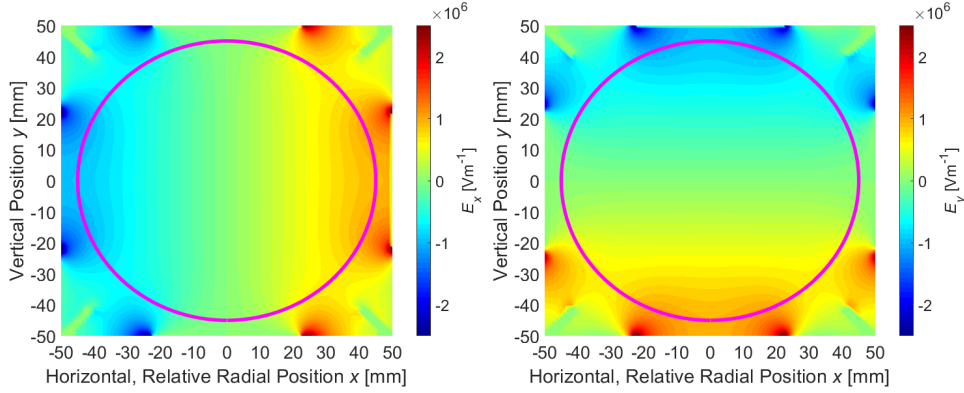 ×10⁶ ×10⁶
50 50
40 2 40 2
30 30
20 1 20 1
10 10
0 0 0 0
-10 -10
-20 -1 -20 -1
-30 -30
-40 -2 -40 -2
-50 -50
Vertical Position y [mm]
E_x [Vm⁻¹]
Vertical Position y [mm]
E_y [Vm⁻¹]
-50 -40 -30 -20 -10 0 10 20 30 40 50
-50 -40 -30 -20 -10 0 10 20 30 40 50
Horizontal, Relative Radial Position x [mm]
Horizontal, Relative Radial Position x [mm]